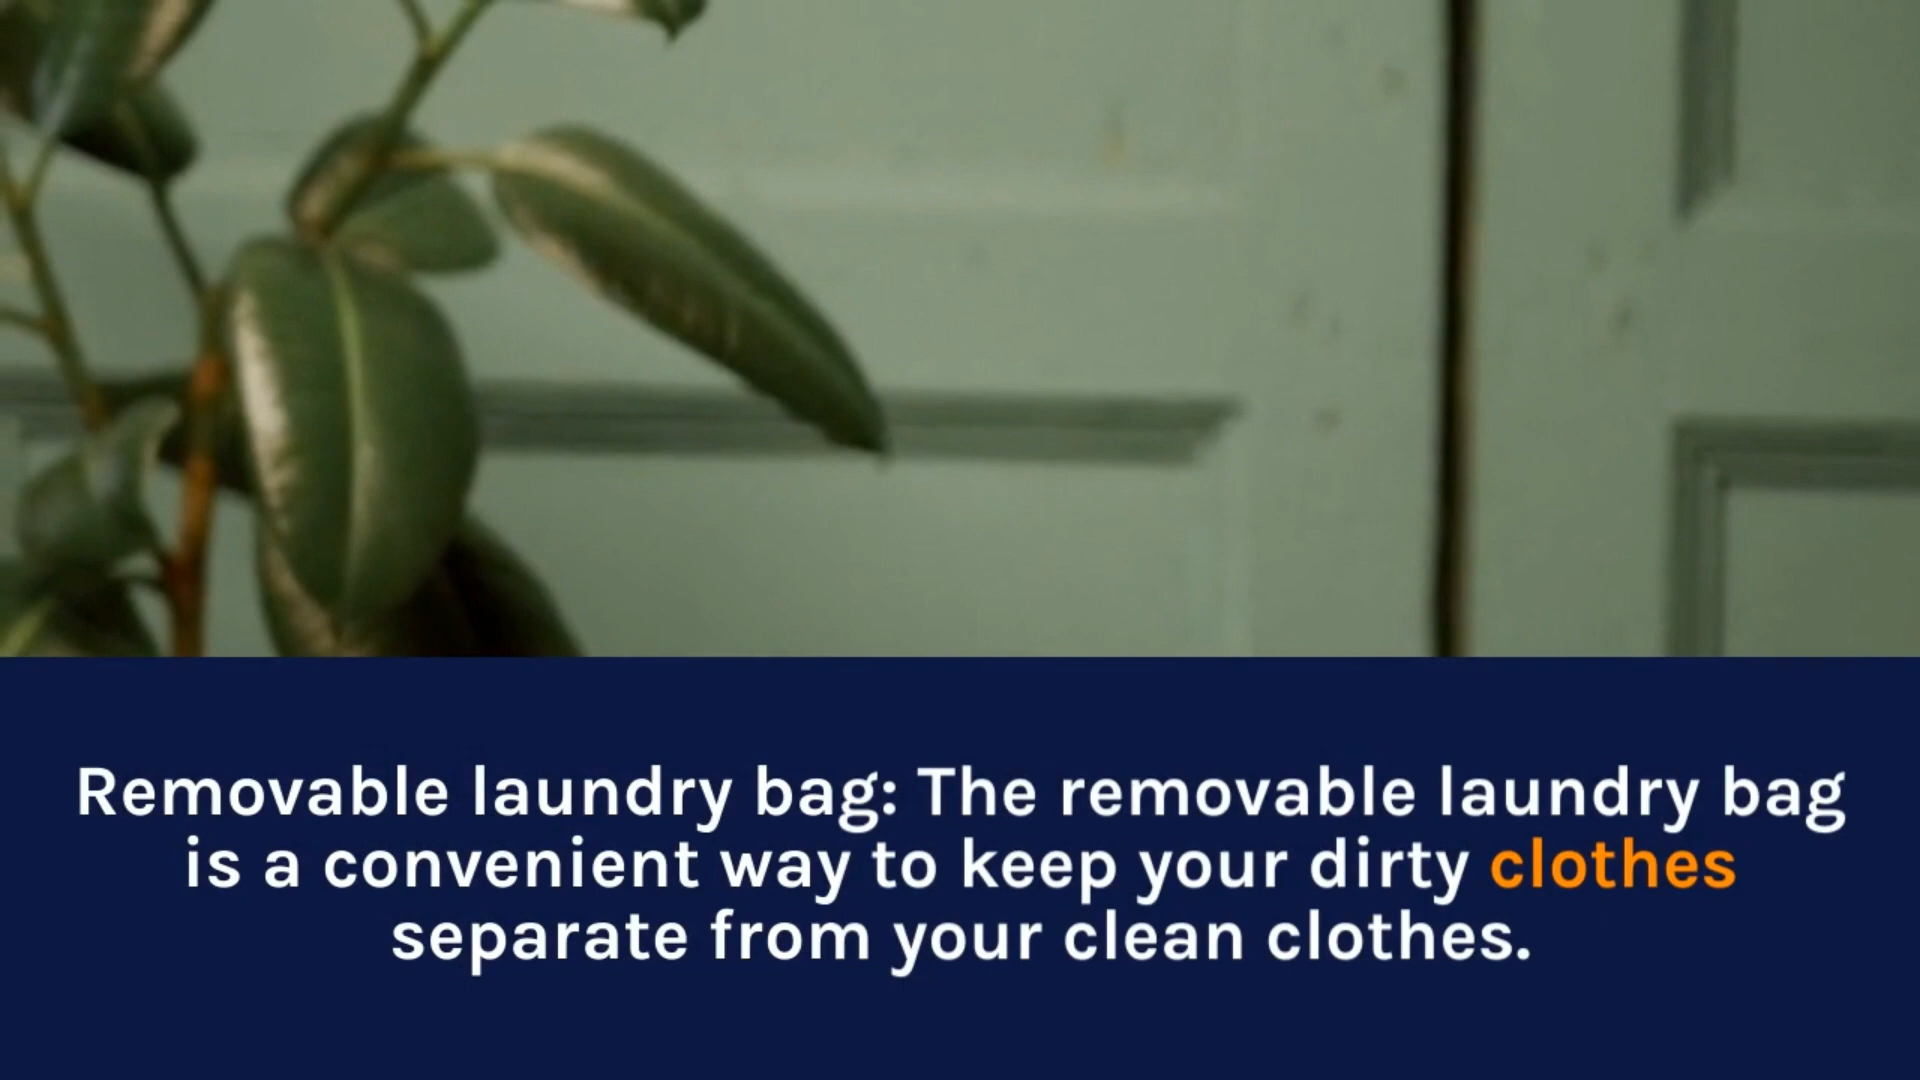 Removable laundry bag: The removable laundry bag
is a convenient way to keep your dirty clothes
separate from your clean clothes.